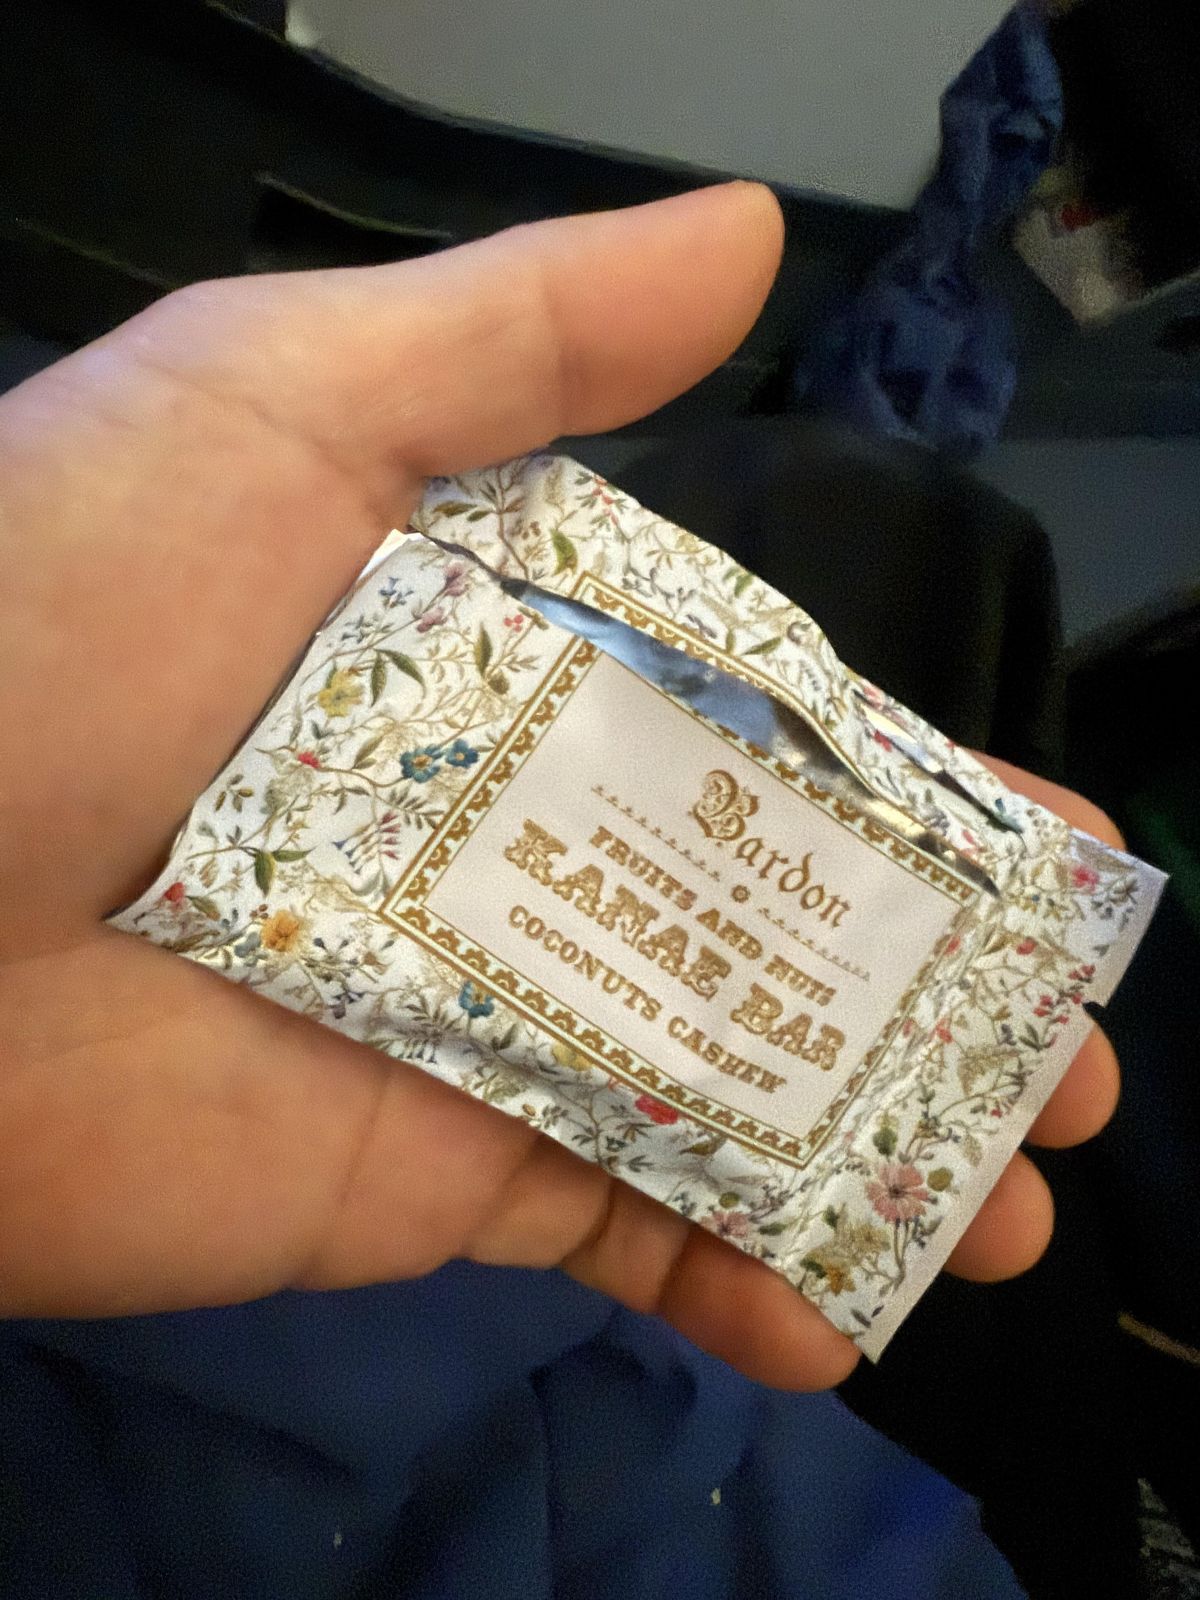 Bardon
FRUITS AND NUTS
KANAE BAR
COCONUTS CASHEW